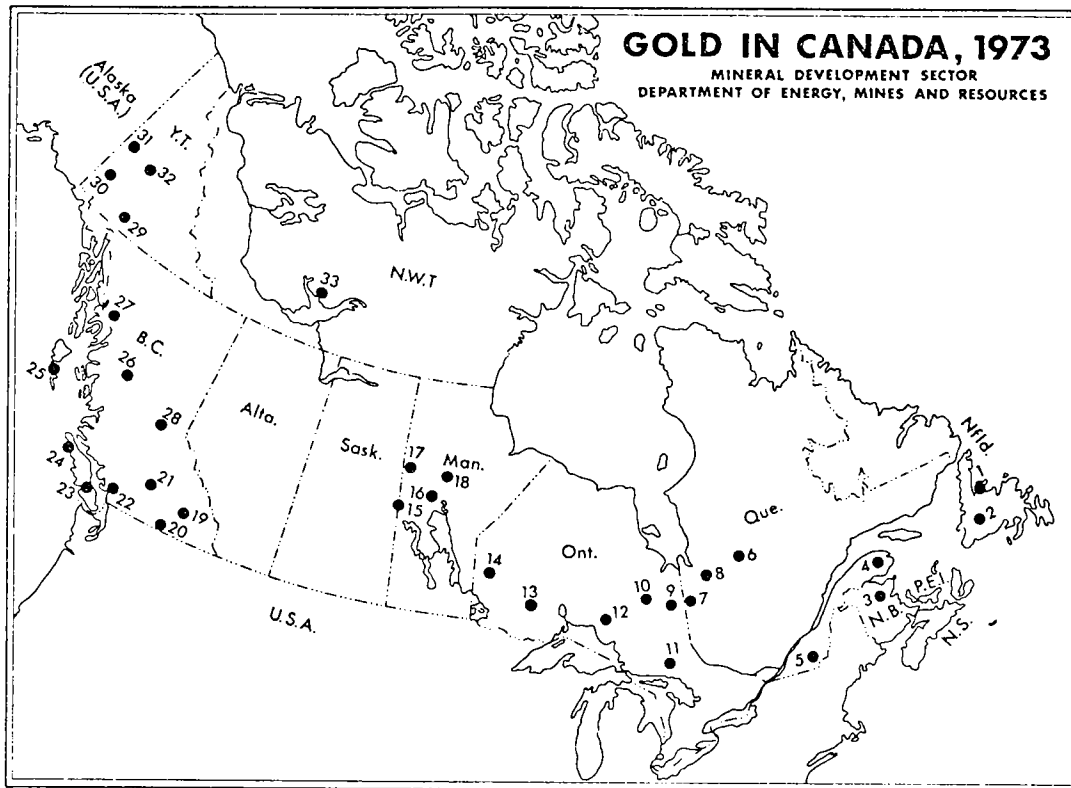 GOLD IN CANADA, 1973
MINERAL DEVELOPMENT SECTOR
DEPARTMENT OF ENERGY, MINES AND RESOURCES
Alaska
(U.S.A.)
Y.T.
31
32
30
29
33
N.W.T
27
B.C.
26
25
28
24
23
22
21
20
19
Alta.
Sask.
Man.
17
18
16
15
14
13
Ont.
12
10
9
11
U.S.A.
Que.
6
8
7
Nfld.
1
2
4
3
P.E.I.
N.B.
N.S.
5